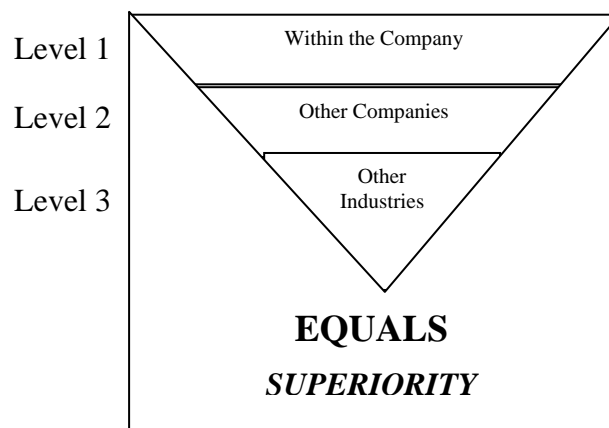 Level 1
Within the Company
Level 2
Other Companies
Level 3
Other
Industries
EQUALS
SUPERIORITY